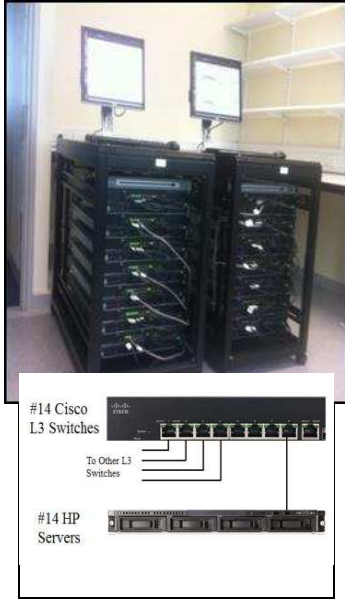 #14 Cisco
L3 Switches
CISCO
To Other L3
Switches
#14 HP
Servers